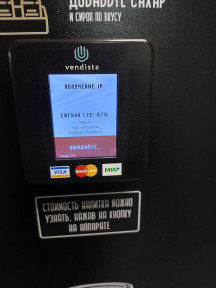 ДОБАВЬТЕ САХАР
И СИРОП ПО ВКУСУ
vendista
ПОЛУЧЕНИЕ IP
СИГНАЛ LTE: 67%
ОЖИДАЙТЕ...
VISA
MasterCard
МИР
СТОИМОСТЬ НАПИТКА МОЖНО
УЗНАТЬ, НАЖАВ НА КНОПКУ
НА АППАРАТЕ